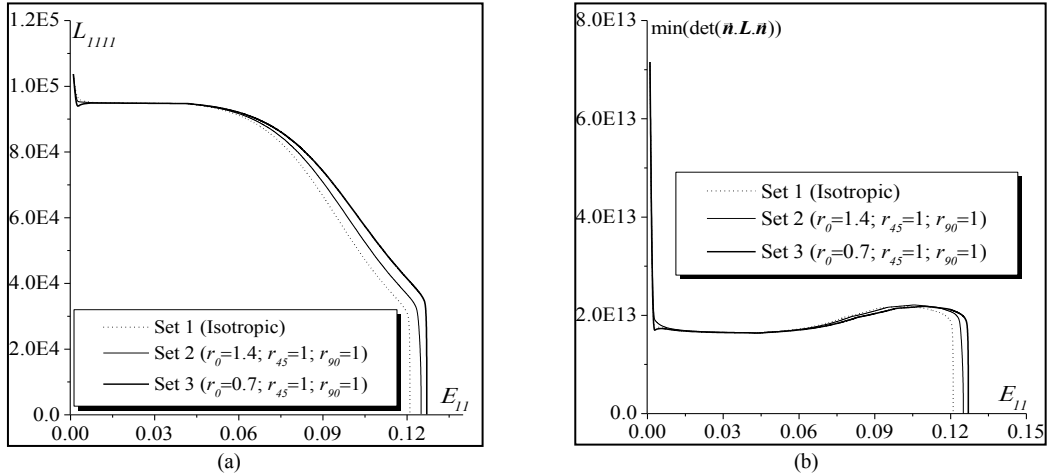 1.2E5
L1111
1.0E5
8.0E4
6.0E4
4.0E4
2.0E4
0.0
Set 1 (Isotropic)
Set 2 (r0=1.4; r45=1; r90=1)
Set 3 (r0=0.7; r45=1; r90=1)
E11
0.00 0.03 0.06 0.09 0.12
(a)
8.0E13
min(det(n⃗.L.n⃗))
6.0E13
4.0E13
2.0E13
0.0
Set 1 (Isotropic)
Set 2 (r0=1.4; r45=1; r90=1)
Set 3 (r0=0.7; r45=1; r90=1)
E11
0.00 0.03 0.06 0.09 0.12 0.15
(b)